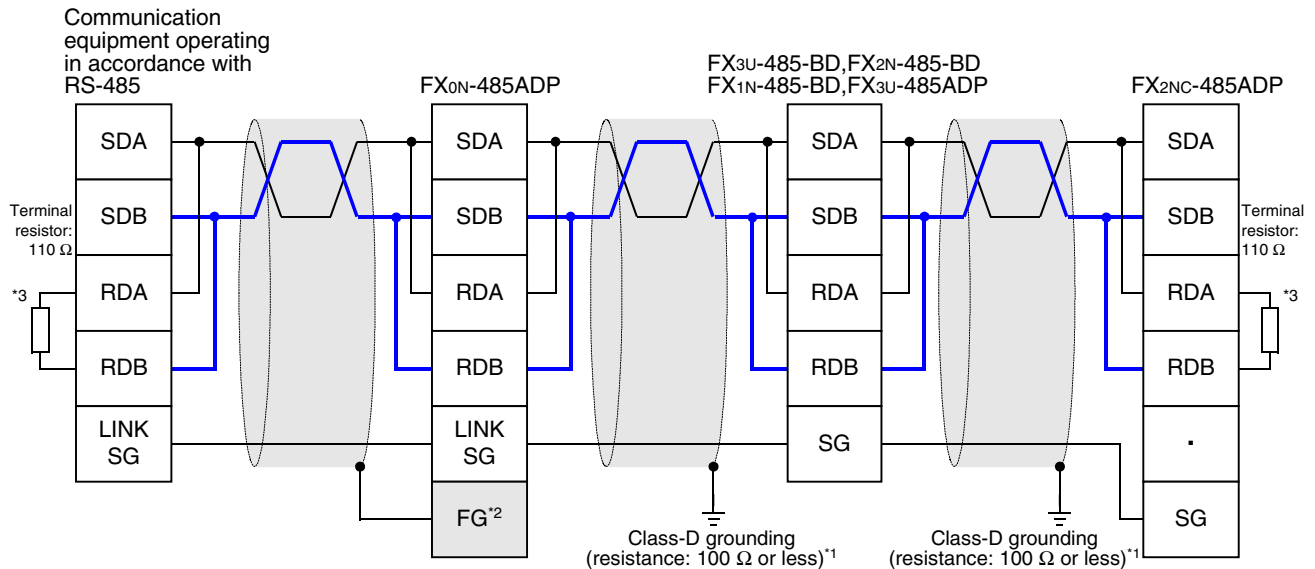 Communication
equipment operating
in accordance with
RS-485
FX0N-485ADP
FX3U-485-BD,FX2N-485-BD
FX1N-485-BD,FX3U-485ADP
FX2NC-485ADP
SDA
SDB
RDA
RDB
LINK
SG
Terminal
resistor:
110 Ω
*3
SDA
SDB
RDA
RDB
LINK
SG
FG*2
SDA
SDB
RDA
RDB
SG
SDA
SDB
RDA
RDB
.
SG
Terminal
resistor:
110 Ω
*3
Class-D grounding
(resistance: 100 Ω or less)*1
Class-D grounding
(resistance: 100 Ω or less)*1